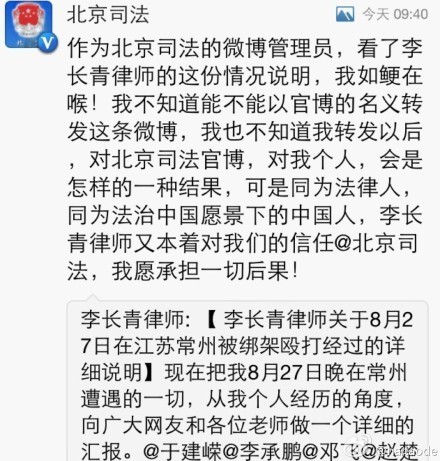 北京司法
今天 09:40
作为北京司法的微博管理员，看了李
长青律师的这份情况说明，我如鲠在
喉！我不知道能不能以官博的名义转
发这条微博，我也不知道我转发以后
，对北京司法官博，对我个人，会是
怎样的一种结果，可是同为法律人，
同为法治中国愿景下的中国人，李长
青律师又本着对我们的信任@北京司
法，我愿承担一切后果！
李长青律师:【 李长青律师关于8月2
7日在江苏常州被绑架殴打经过的详
细说明】现在把我8月27日晚在常州
遭遇的一切，从我个人经历的角度，
向广大网友和各位老师做一个详细的
汇报。@于建嵘@李承鹏@邓飞@赵楚